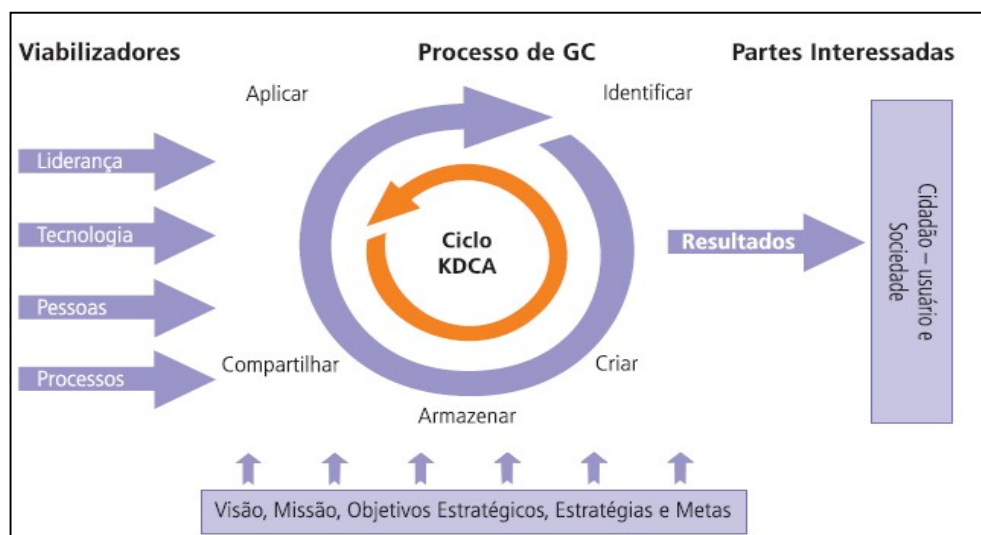 Viabilizadores
Processo de GC
Partes Interessadas
Aplicar
Identificar
Liderança
Tecnologia
Pessoas
Processos
Ciclo
KDCA
Resultados
Cidadão – usuário e
Sociedade
Compartilhar
Criar
Armazenar
Visão, Missão, Objetivos Estratégicos, Estratégias e Metas